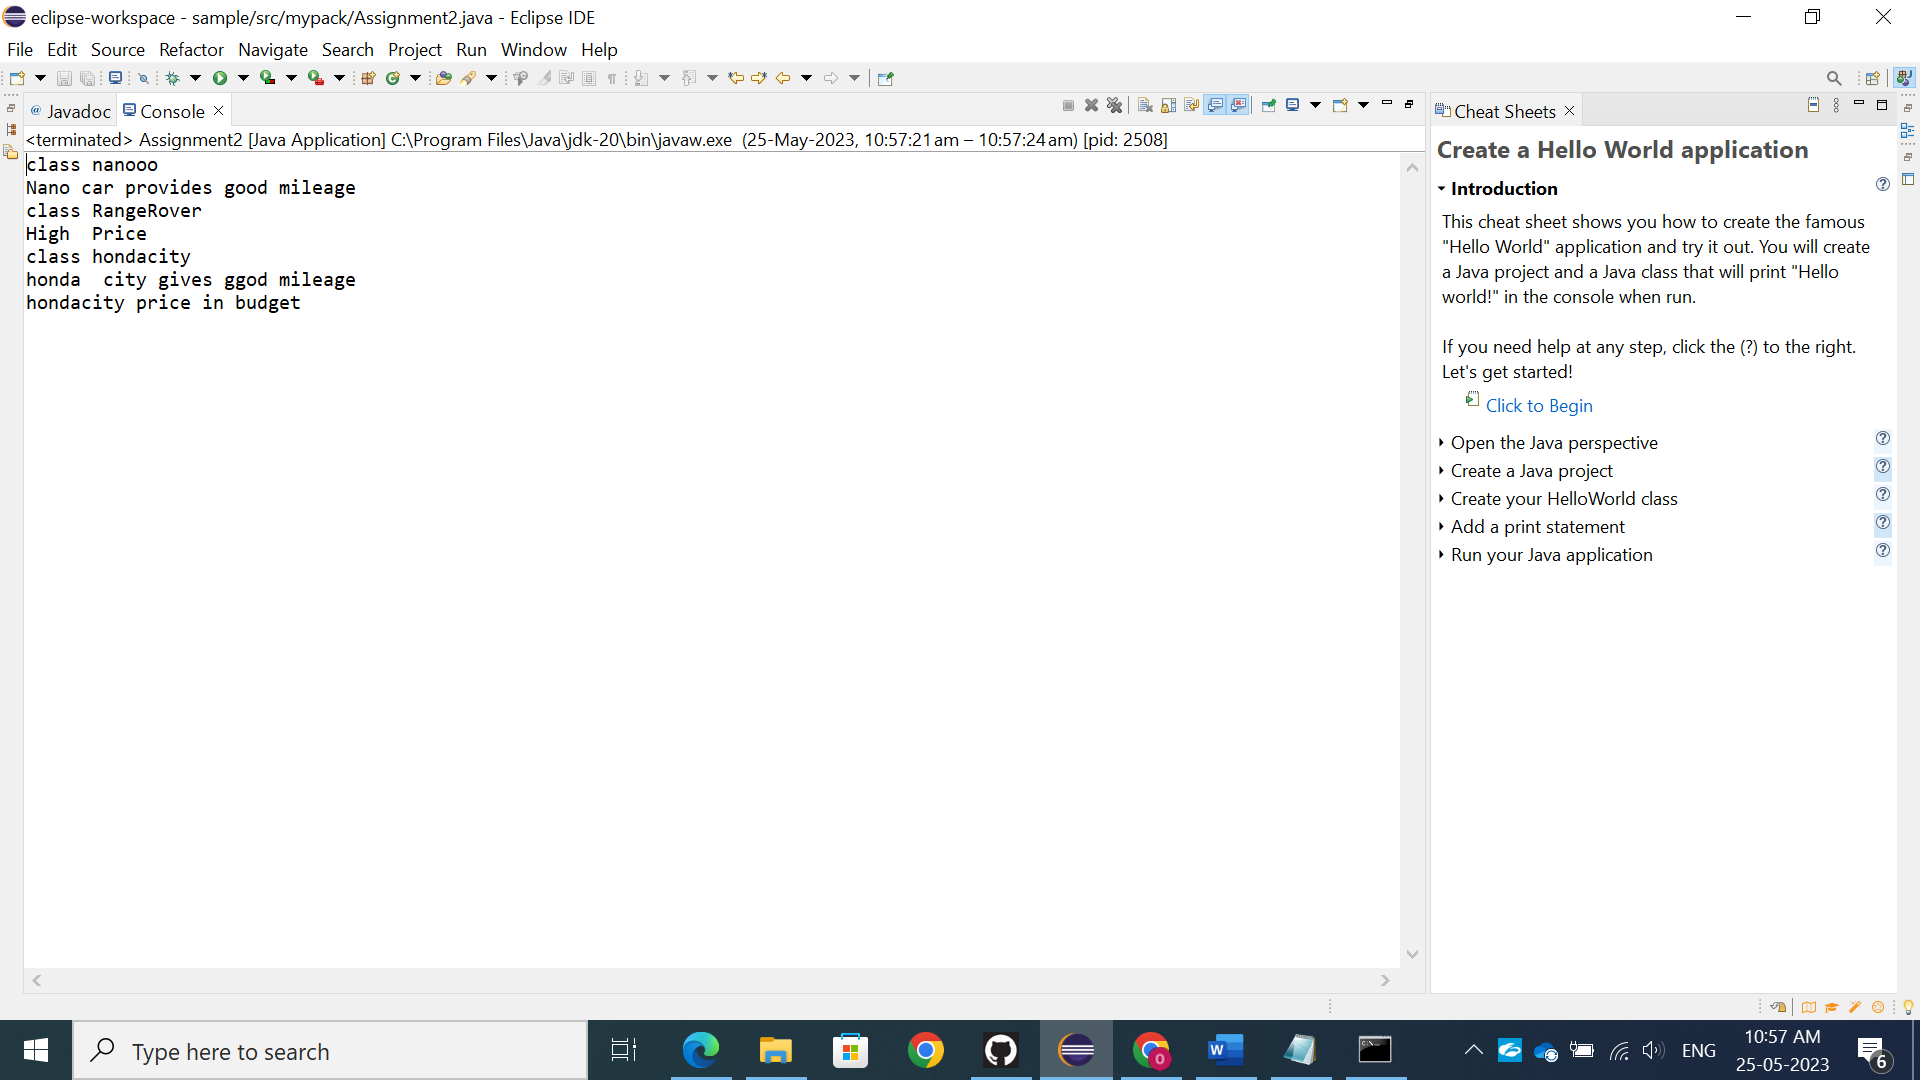 eclipse-workspace - sample/src/mypack/Assignment2.java - Eclipse IDE
File Edit Source Refactor Navigate Search Project Run Window Help
@ Javadoc Console
Cheat Sheets
<terminated> Assignment2 [Java Application] C:\Program Files\Java\jdk-20\bin\javaw.exe (25-May-2023, 10:57:21 am – 10:57:24 am) [pid: 2508]
class nanooo
Nano car provides good mileage
class RangeRover
High  Price
class hondacity
honda  city gives ggod mileage
hondacity price in budget
Create a Hello World application
Introduction
This cheat sheet shows you how to create the famous
"Hello World" application and try it out. You will create
a Java project and a Java class that will print "Hello
world!" in the console when run.
If you need help at any step, click the (?) to the right.
Let's get started!
Click to Begin
Open the Java perspective
Create a Java project
Create your HelloWorld class
Add a print statement
Run your Java application
Type here to search
ENG
10:57 AM
25-05-2023
6